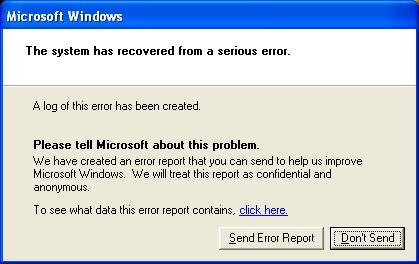 Microsoft Windows
The system has recovered from a serious error.
A log of this error has been created.
Please tell Microsoft about this problem.
We have created an error report that you can send to help us improve
Microsoft Windows. We will treat this report as confidential and
anonymous.
To see what data this error report contains, click here.
Send Error Report Don't Send